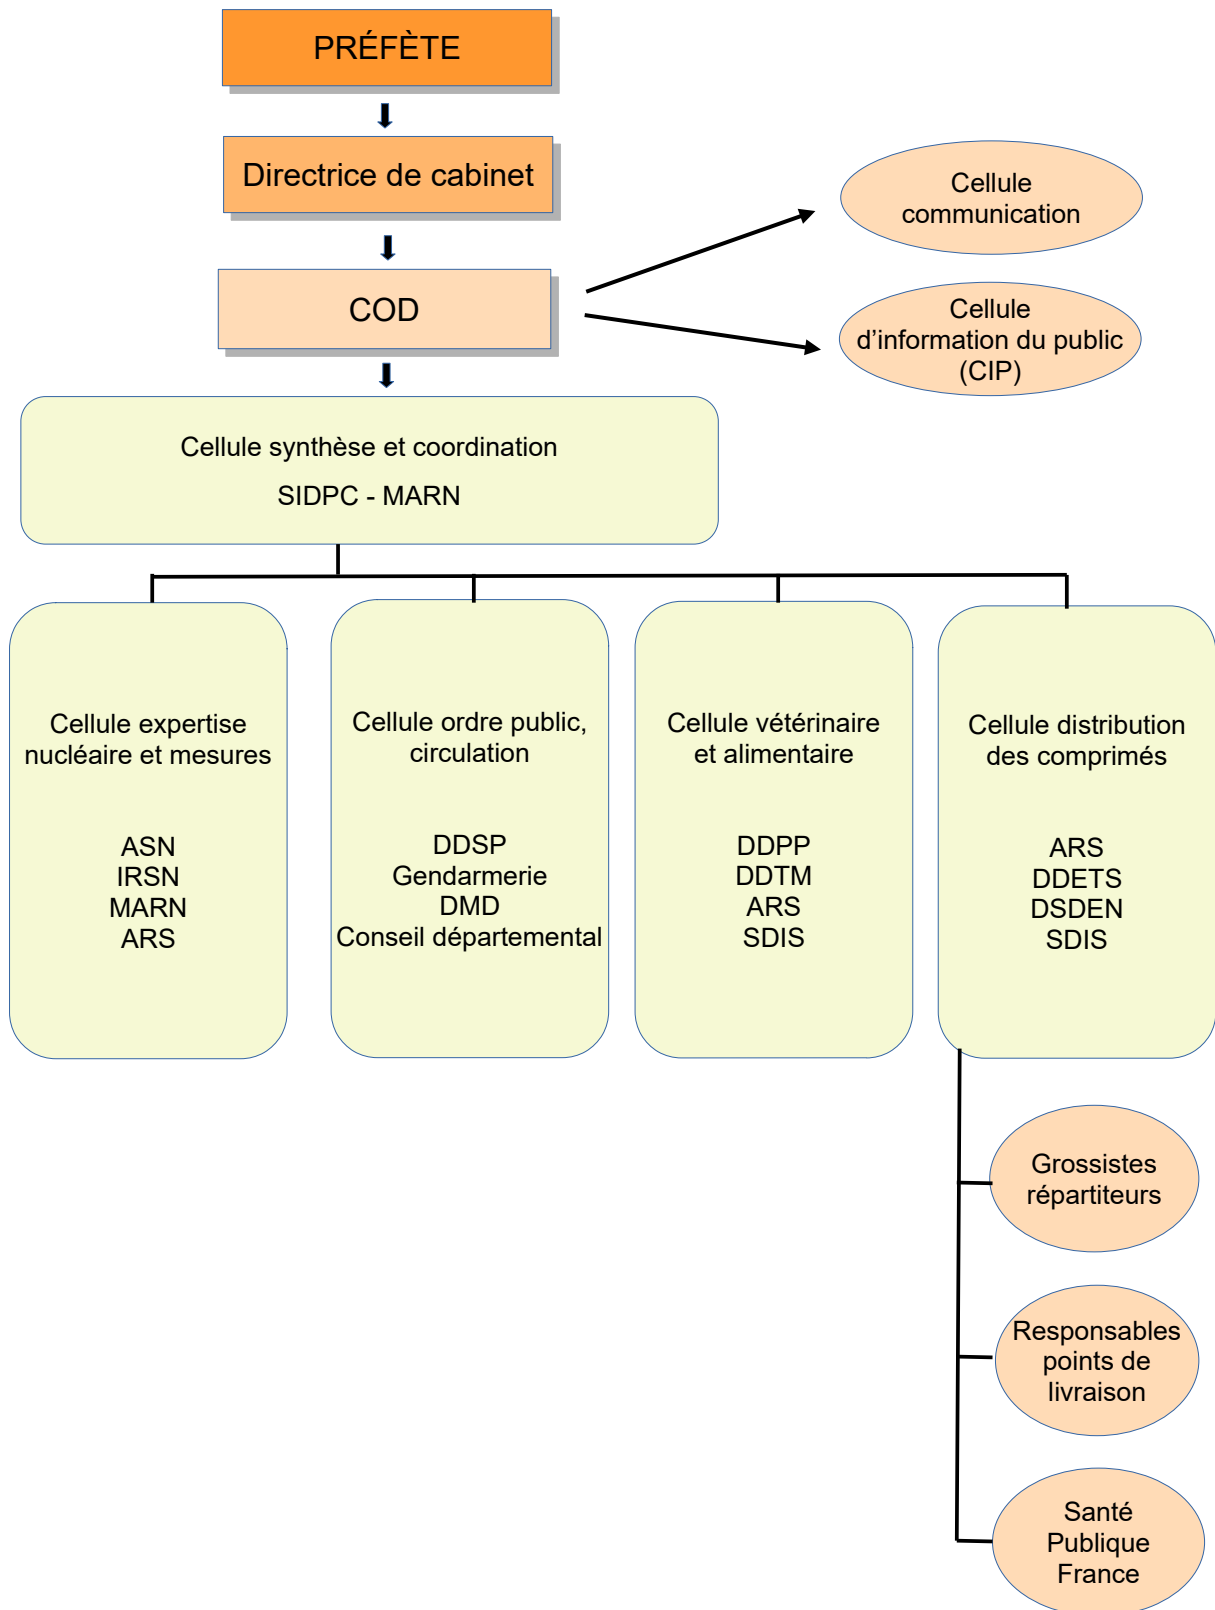 PRÉFÈTE
Directrice de cabinet
COD
Cellule
communication
Cellule
d'information du public
(CIP)
Cellule synthèse et coordination
SIDPC - MARN
Cellule expertise
nucléaire et mesures
ASN
IRSN
MARN
ARS
Cellule ordre public,
circulation
DDSP
Gendarmerie
DMD
Conseil départemental
Cellule vétérinaire
et alimentaire
DDPP
DDTM
ARS
SDIS
Cellule distribution
des comprimés
ARS
DDETS
DSDEN
SDIS
Grossistes
répartiteurs
Responsables
points de
livraison
Santé
Publique
France